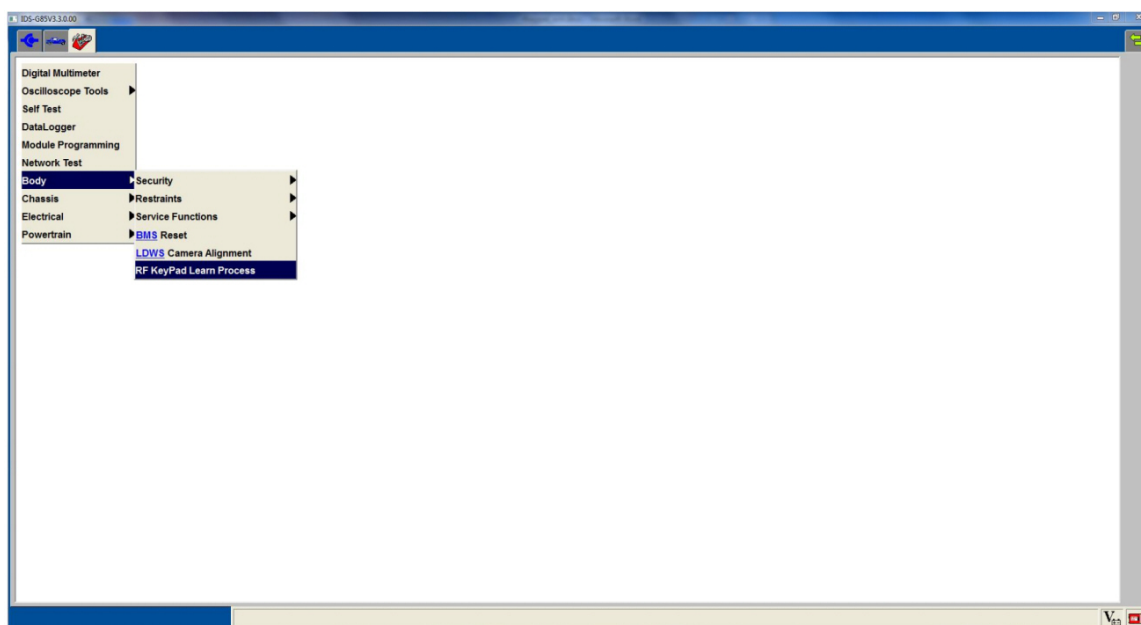 IDS-G85V3.3.0.00
Digital Multimeter
Oscilloscope Tools
Self Test
DataLogger
Module Programming
Network Test
Body
Chassis
Electrical
Powertrain
Security
Restraints
Service Functions
BMS Reset
LDWS Camera Alignment
RF KeyPad Learn Process